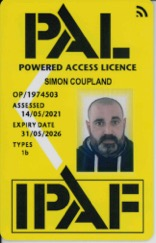 PAL
POWERED ACCESS LICENCE
SIMON COUPLAND
OP/1974503
ASSESSED
14/05/2021
EXPIRY DATE
31/05/2026
TYPES
1b
IPAF